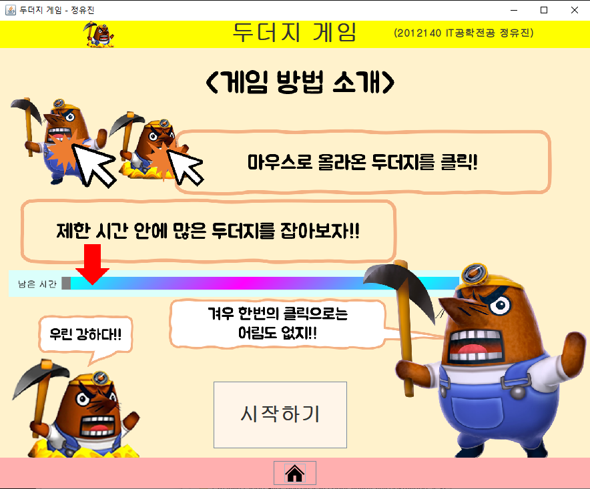 두더지 게임 - 정유진
두더지 게임
(2012140 IT공학전공 정유진)
<게임 방법 소개>
마우스로 올라온 두더지를 클릭!
제한 시간 안에 많은 두더지를 잡아보자!!
남은 시간
겨우 한번의 클릭으로는
어림도 없지!!
우린 강하다!!
시작하기